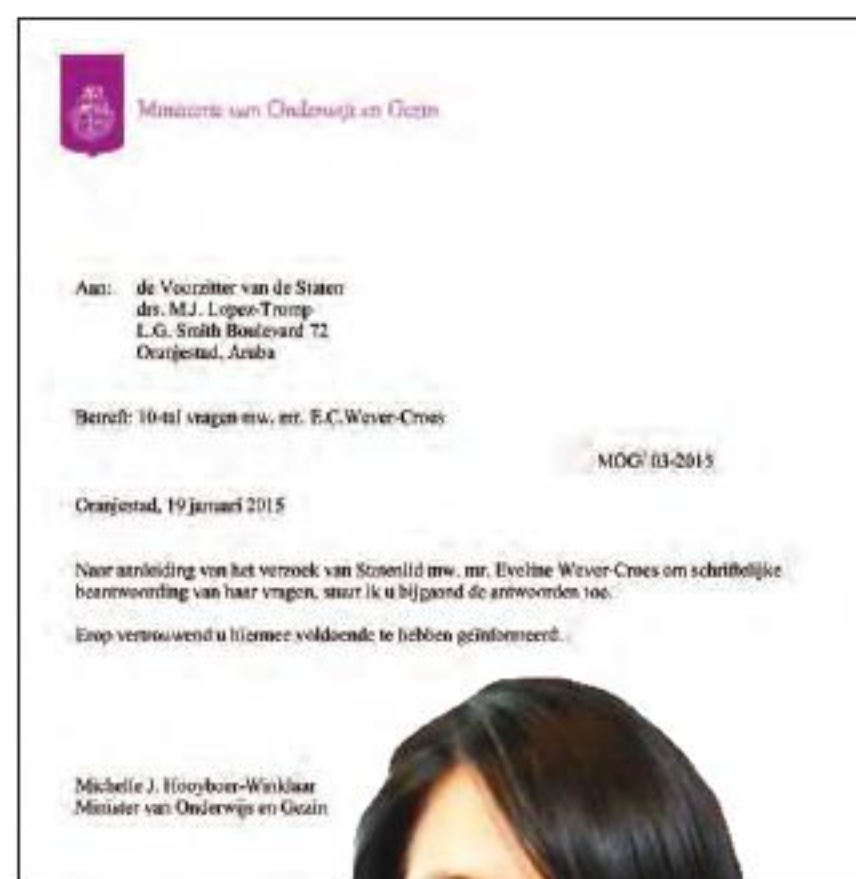 Ministerie van Onderwijs en Gezin
Aan: de Voorzitter van de Staten
drs. M.J. Lopez-Tromp
L.G. Smith Boulevard 72
Oranjestad, Aruba
Betreft: 10-tal vragen mw. mr. E.C.Wever-Croes
MOG/ 03-2015
Oranjestad, 19 januari 2015
Naar aanleiding van het verzoek van Statenlid mw. mr. Eveline Wever-Croes om schriftelijke
beantwoording van haar vragen, stuur ik u bijgaand de antwoorden toe.
Erop vertrouwend u hiermee voldoende te hebben geïnformeerd.
Michelle J. Hooyboer-Winklaar
Minister van Onderwijs en Gezin